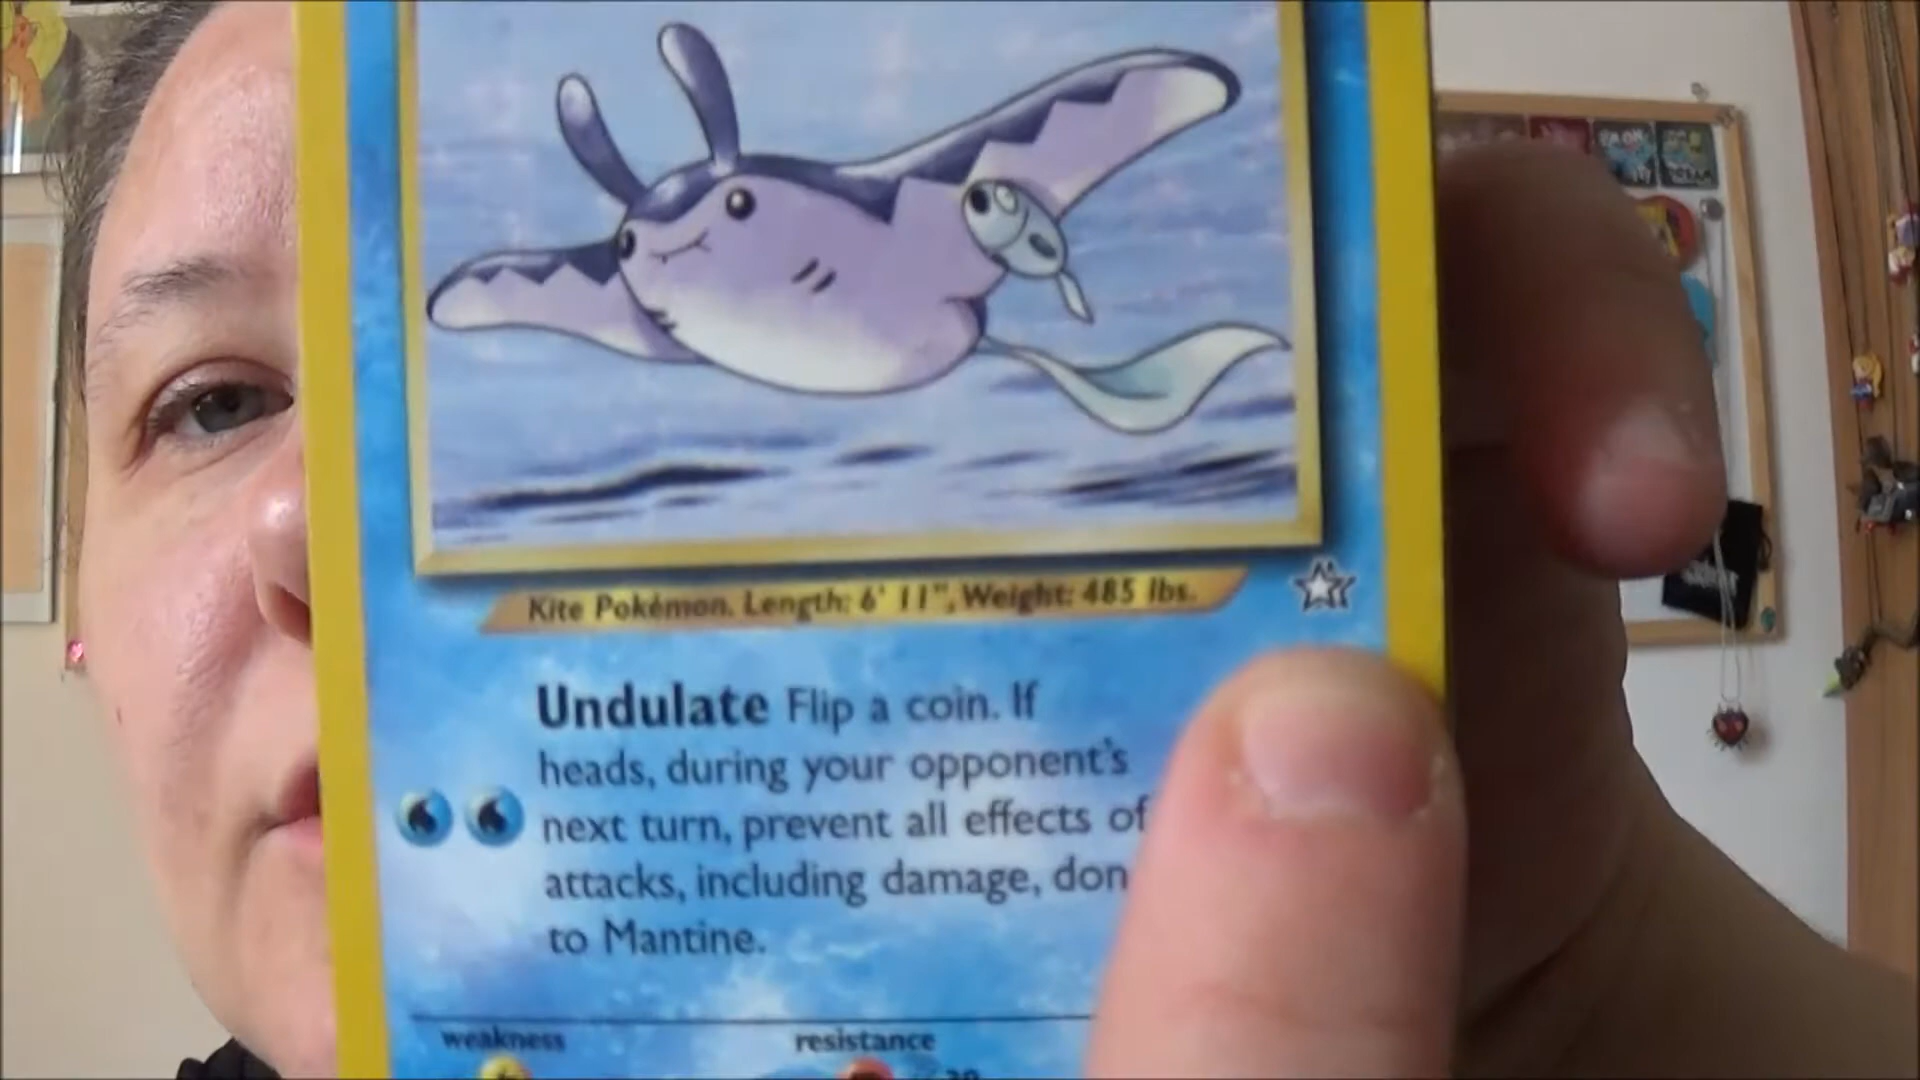 Kite Pokémon. Length: 6' 11", Weight: 485 lbs.
Undulate Flip a coin. If
heads, during your opponent's
next turn, prevent all effects of
attacks, including damage, don
to Mantine.
weakness
resistance